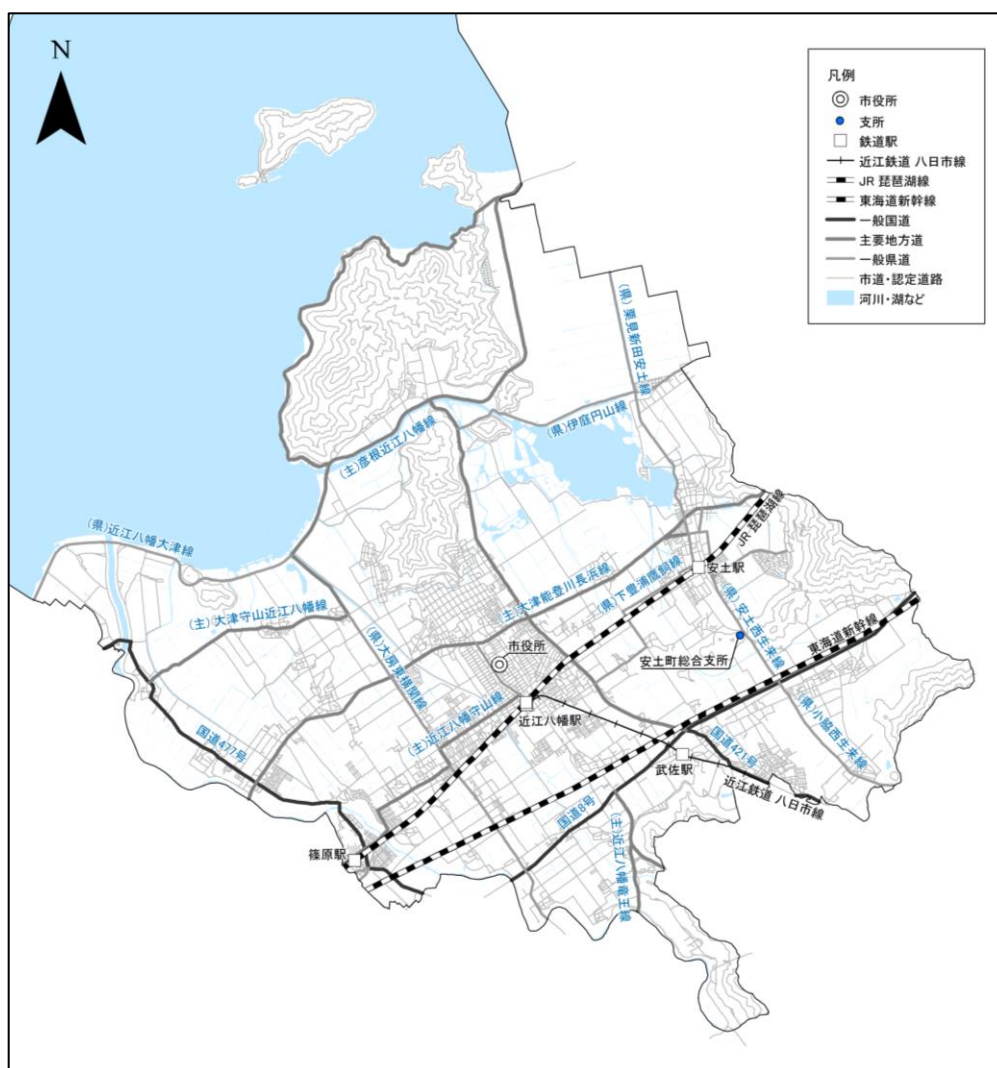 N
凡例
市役所
支所
鉄道駅
近江鉄道 八日市線
JR 琵琶湖線
東海道新幹線
一般国道
主要地方道
一般県道
市道・認定道路
河川・湖など
(県)栗見新田安土線
(県)伊庭円山線
(主)彦根近江八幡線
JR 琵琶湖線
(県)近江八幡大津線
安土駅
(主)大津能登川長浜線
(県)下豊浦鷹飼線
(主)大津守山近江八幡線
(県)安土西生来線
東海道新幹線
市役所
安土町総合支所
(県)大房東横関線
(県)小脇西生来線
近江八幡駅
(主)近江八幡守山線
国道477号
国道421号
武佐駅
近江鉄道 八日市線
国道8号
(主)近江八幡竜王線
篠原駅